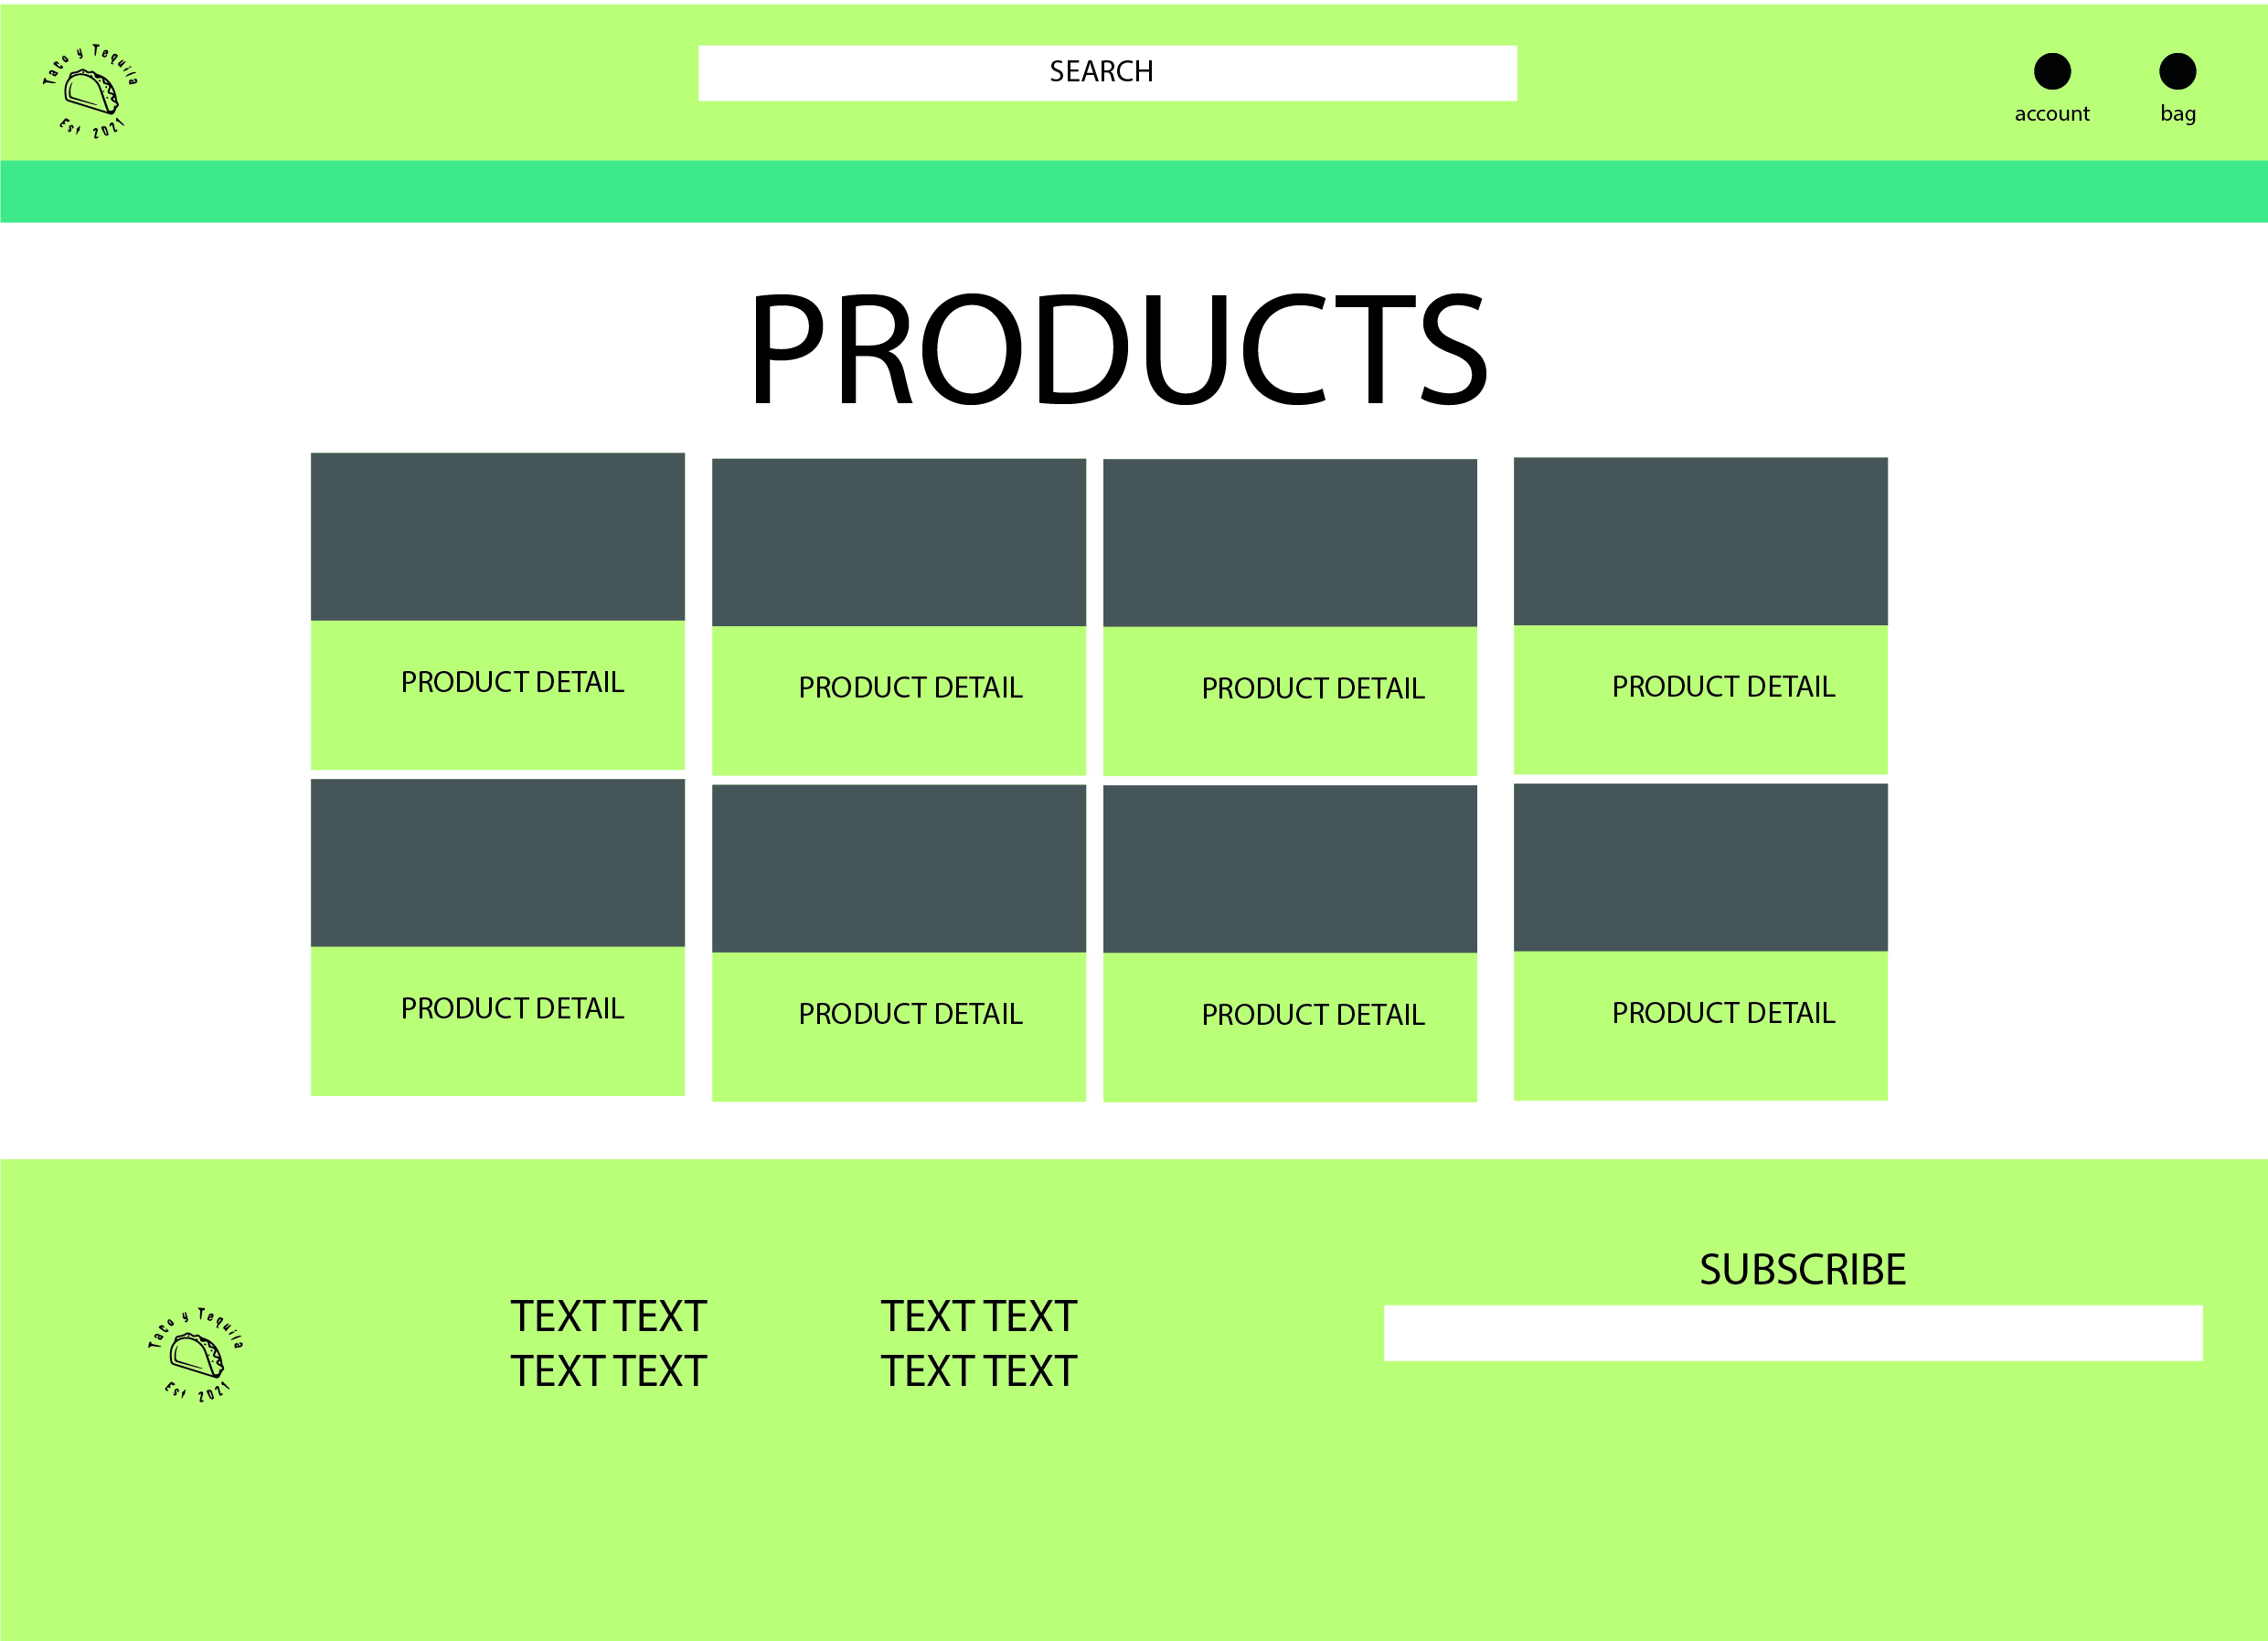 Taco y Tequila
Est 2021
SEARCH
account
bag
PRODUCTS
PRODUCT DETAIL
PRODUCT DETAIL
PRODUCT DETAIL
PRODUCT DETAIL
PRODUCT DETAIL
PRODUCT DETAIL
PRODUCT DETAIL
PRODUCT DETAIL
Taco y Tequila
Est 2021
TEXT TEXT
TEXT TEXT
TEXT TEXT
TEXT TEXT
SUBSCRIBE